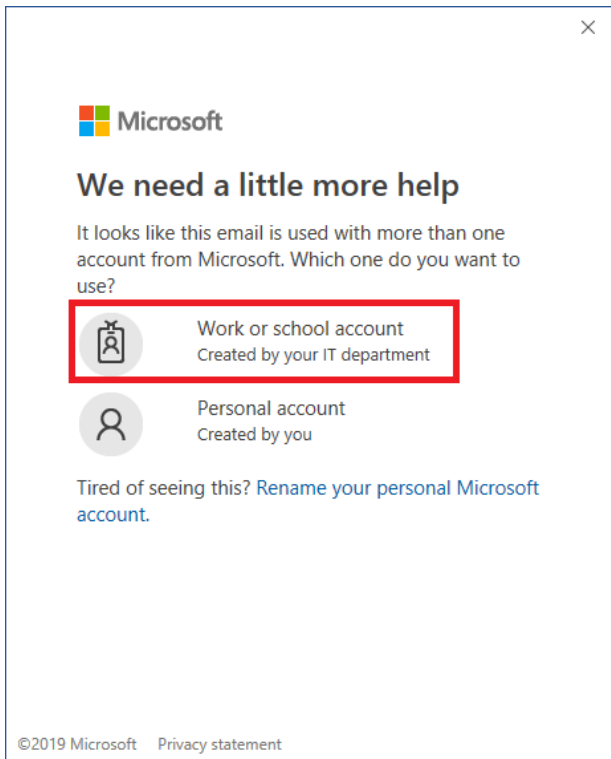 Microsoft
We need a little more help
It looks like this email is used with more than one
account from Microsoft. Which one do you want to
use?
Work or school account
Created by your IT department
Personal account
Created by you
Tired of seeing this? Rename your personal Microsoft
account.
©2019 Microsoft Privacy statement